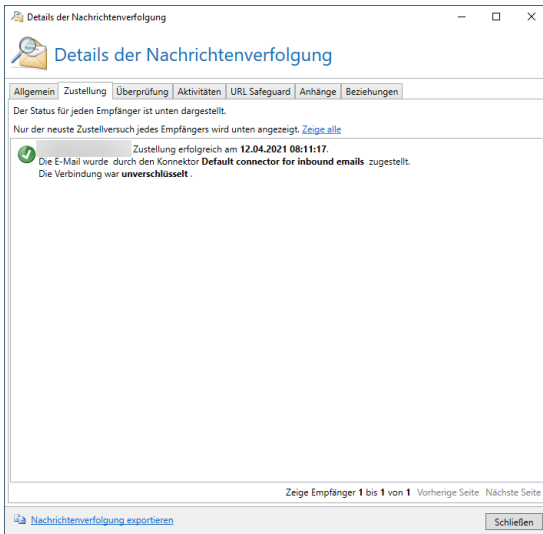 Details der Nachrichtenverfolgung
Details der Nachrichtenverfolgung
Allgemein Zustellung Überprüfung Aktivitäten URL Safeguard Anhänge Beziehungen
Der Status für jeden Empfänger ist unten dargestellt.
Nur der neuste Zustellversuch jedes Empfängers wird unten angezeigt. Zeige alle
Zustellung erfolgreich am 12.04.2021 08:11:17.
Die E-Mail wurde durch den Konnektor Default connector for inbound emails zugestellt.
Die Verbindung war unverschlüsselt .
Zeige Empfänger 1 bis 1 von 1 Vorherige Seite Nächste Seite
Nachrichtenverfolgung exportieren
Schließen